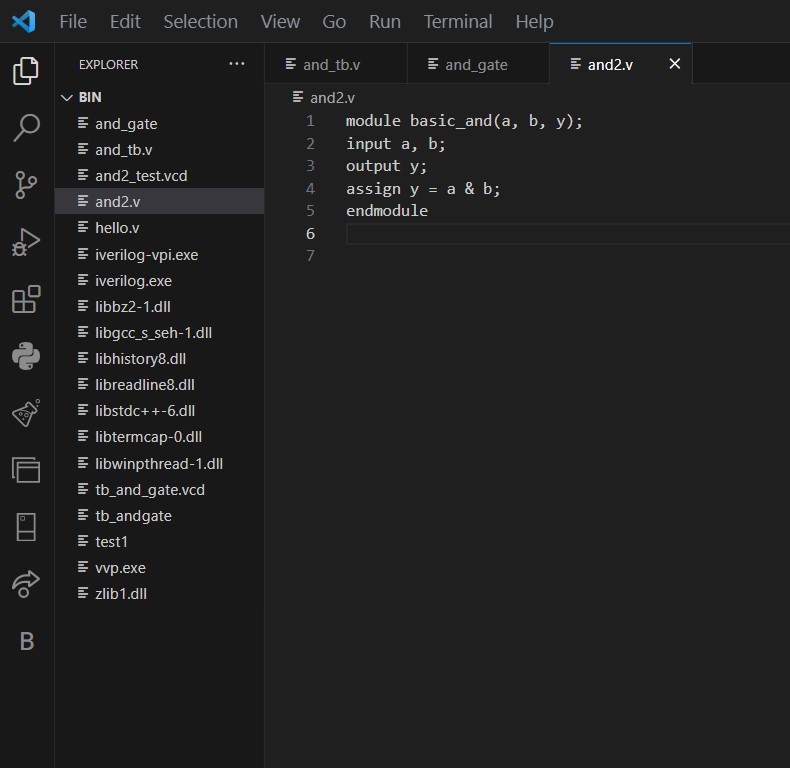 File Edit Selection View Go Run Terminal Help
EXPLORER ...
BIN
and_gate
and_tb.v
and2_test.vcd
and2.v
hello.v
iverilog-vpi.exe
iverilog.exe
libbz2-1.dll
libgcc_s_seh-1.dll
libhistory8.dll
libreadline8.dll
libstdc++-6.dll
libtermcap-0.dll
libwinpthread-1.dll
tb_and_gate.vcd
tb_andgate
test1
vvp.exe
zlib1.dll
B
and_tb.v and_gate and2.v
and2.v
1 module basic_and(a, b, y);
2 input a, b;
3 output y;
4 assign y = a & b;
5 endmodule
6
7